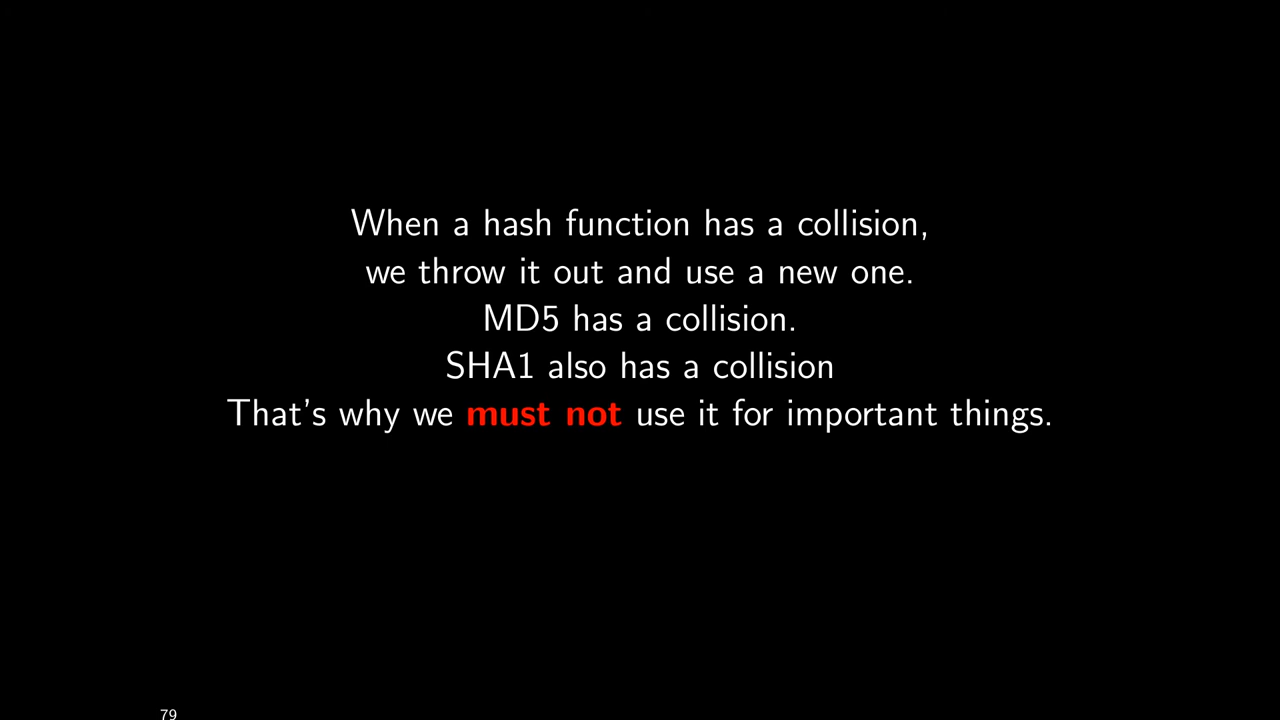 When a hash function has a collision,
we throw it out and use a new one.
MD5 has a collision.
SHA1 also has a collision
That's why we must not use it for important things.
79